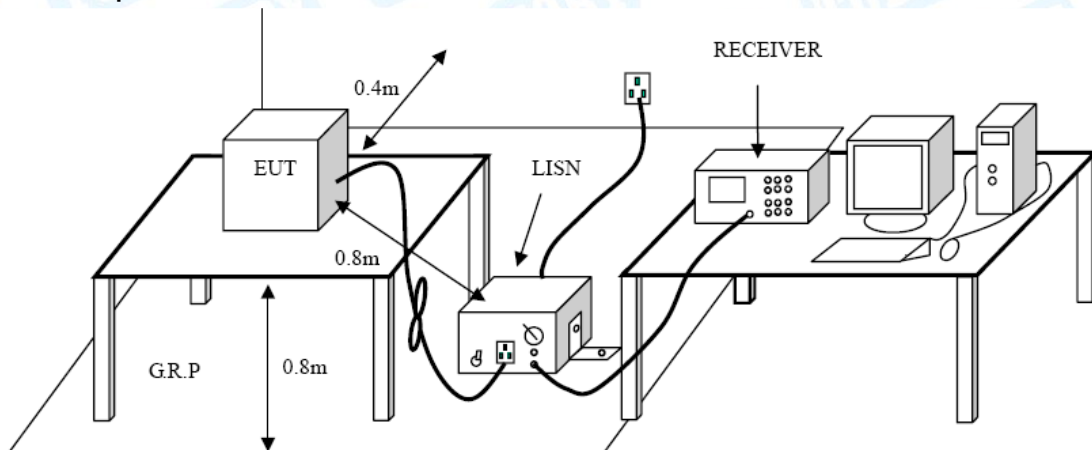 RECEIVER
0.4m
EUT
LISN
0.8m
G.R.P
0.8m